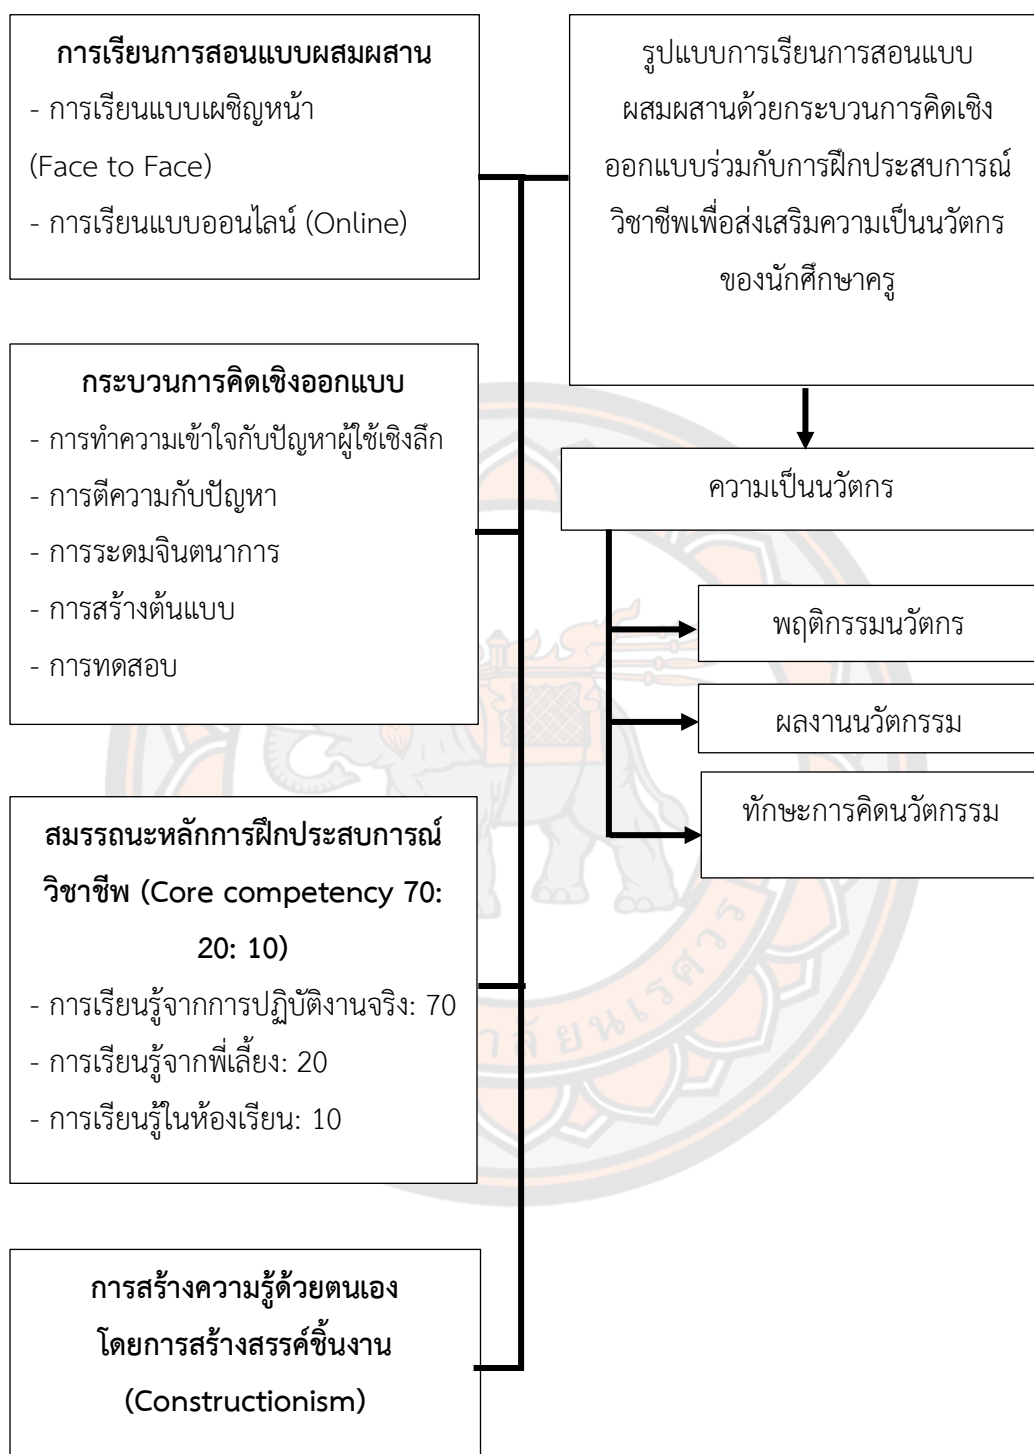 การเรียนการสอนแบบผสมผสาน
- การเรียนแบบเผชิญหน้า
(Face to Face)
- การเรียนแบบออนไลน์ (Online)
กระบวนการคิดเชิงออกแบบ
- การทำความเข้าใจกับปัญหาผู้ใช้เชิงลึก
- การตีความกับปัญหา
- การระดมจินตนาการ
- การสร้างต้นแบบ
- การทดสอบ
สมรรถนะหลักการฝึกประสบการณ์
วิชาชีพ (Core competency 70:
20: 10)
- การเรียนรู้จากการปฏิบัติงานจริง: 70
- การเรียนรู้จากพี่เลี้ยง: 20
- การเรียนรู้ในห้องเรียน: 10
การสร้างความรู้ด้วยตนเอง
โดยการสร้างสรรค์ชิ้นงาน
(Constructionism)
รูปแบบการเรียนการสอนแบบ
ผสมผสานด้วยกระบวนการคิดเชิง
ออกแบบร่วมกับการฝึกประสบการณ์
วิชาชีพเพื่อส่งเสริมความเป็นนวัตกร
ของนักศึกษาครู
ความเป็นนวัตกร
พฤติกรรมนวัตกร
ผลงานนวัตกรรม
ทักษะการคิดนวัตกรรม